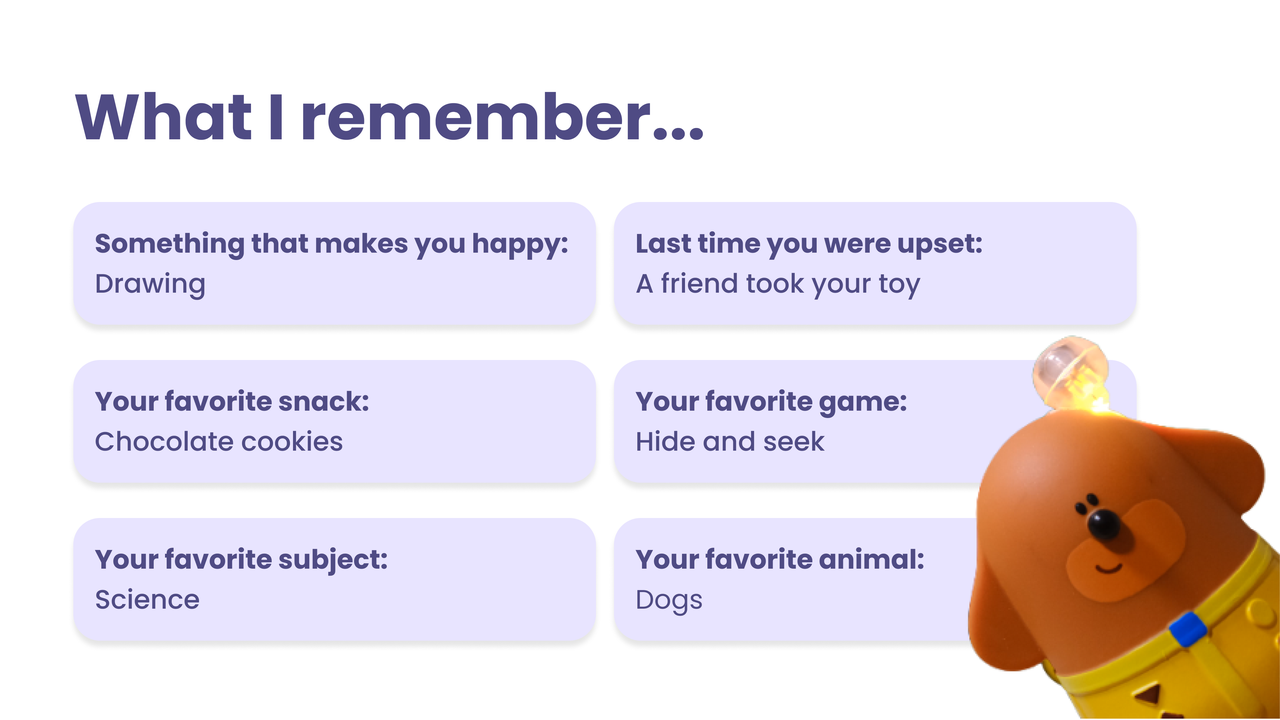 What I remember...
Something that makes you happy:
Drawing
Last time you were upset:
A friend took your toy
Your favorite snack:
Chocolate cookies
Your favorite game:
Hide and seek
Your favorite subject:
Science
Your favorite animal:
Dogs